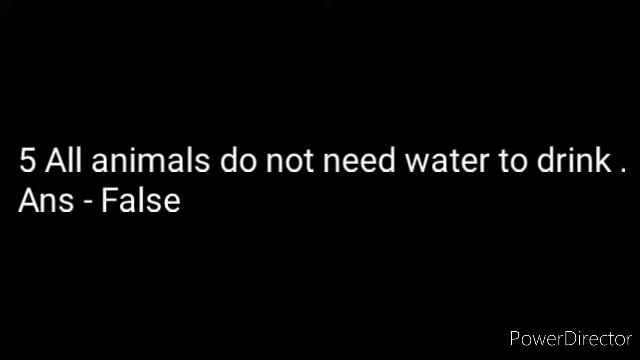 5 All animals do not need water to drink .
Ans - False
PowerDirector